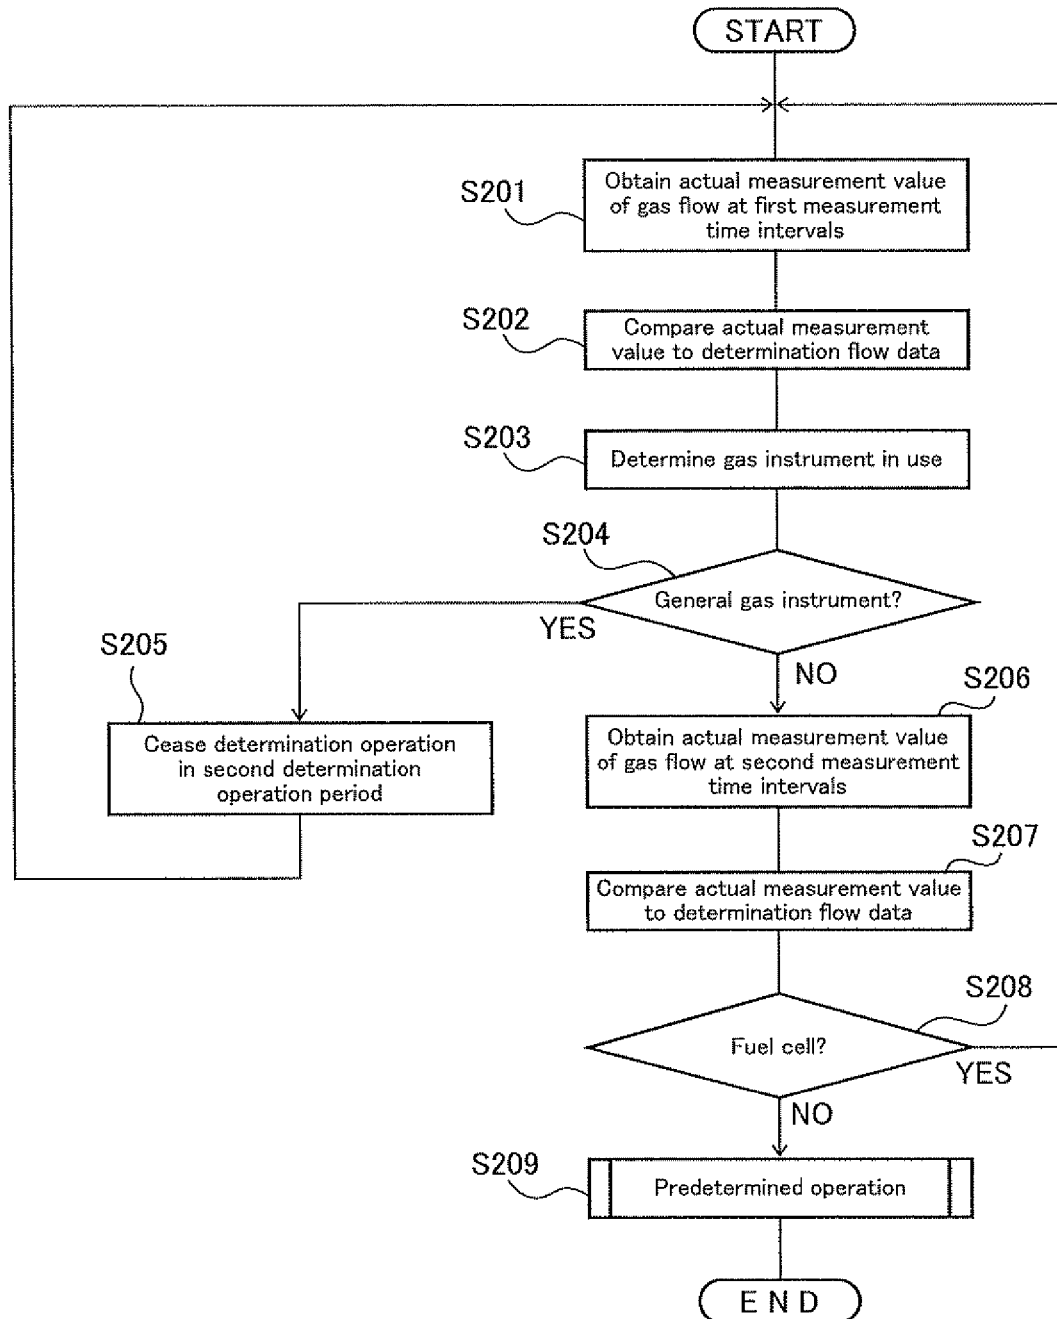 START
S201
Obtain actual measurement value
of gas flow at first measurement
time intervals
S202
Compare actual measurement
value to determination flow data
S203
Determine gas instrument in use
S204
General gas instrument?
YES
NO
S205
Cease determination operation
in second determination
operation period
S206
Obtain actual measurement value
of gas flow at second measurement
time intervals
S207
Compare actual measurement value
to determination flow data
S208
Fuel cell?
YES
NO
S209
Predetermined operation
END